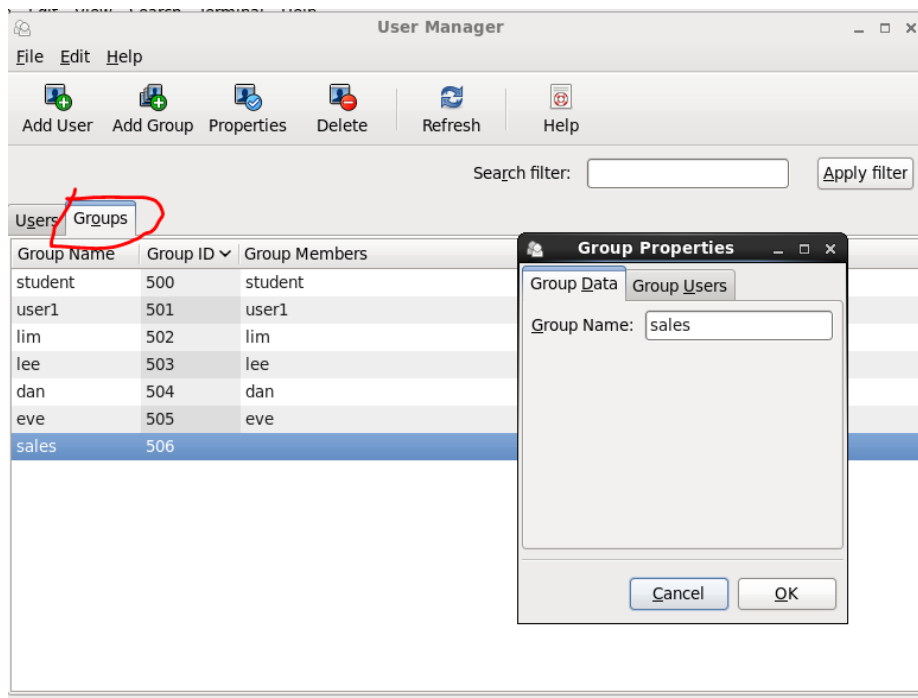 User Manager
File Edit Help
Add User Add Group Properties Delete Refresh Help
Search filter: Apply filter
Users Groups
Group Name Group ID Group Members
student 500 student
user1 501 user1
lim 502 lim
lee 503 lee
dan 504 dan
eve 505 eve
sales 506
Group Properties
Group Data Group Users
Group Name: sales
Cancel OK